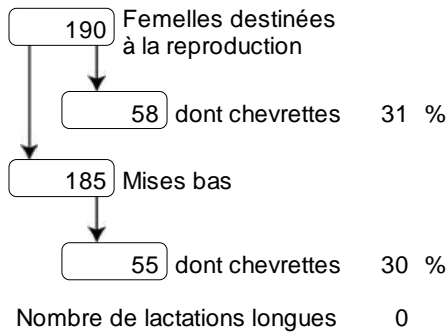 190 Femelles destinées
à la reproduction
58 dont chevrettes 31 %
185 Mises bas
55 dont chevrettes 30 %
Nombre de lactations longues 0